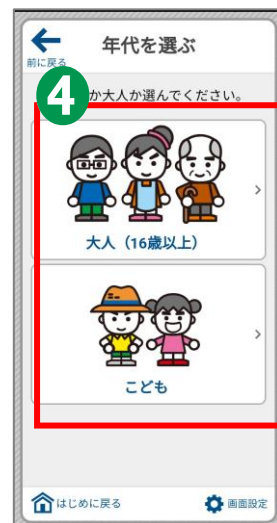 年代を選ぶ
前に戻る
4
か大人か選んでください。
大人（16歳以上）
こども
はじめに戻る
画面設定